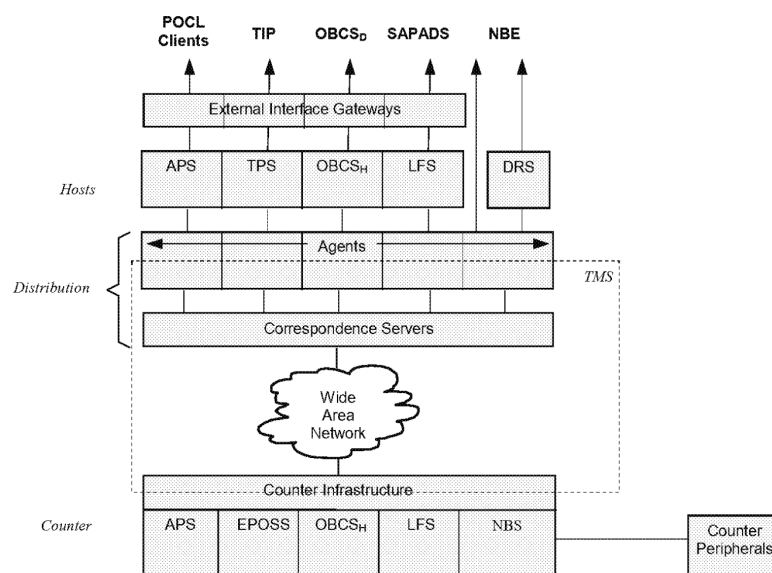 POCL
Clients
TIP
OBCSD
SAPADS
NBE
External Interface Gateways
Hosts
APS
TPS
OBCSH
LFS
DRS
Agents
Distribution
TMS
Correspondence Servers
Wide
Area
Network
Counter Infrastructure
Counter
APS
EPOSS
OBCSH
LFS
NBS
Counter
Peripherals